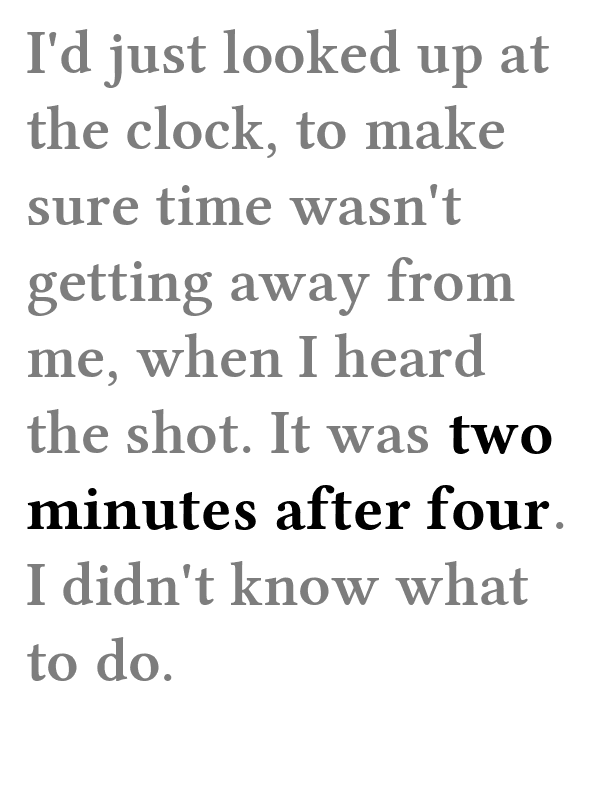 I'd just looked up at
the clock, to make
sure time wasn't
getting away from
me, when I heard
the shot. It was two
minutes after four.
I didn't know what
to do.